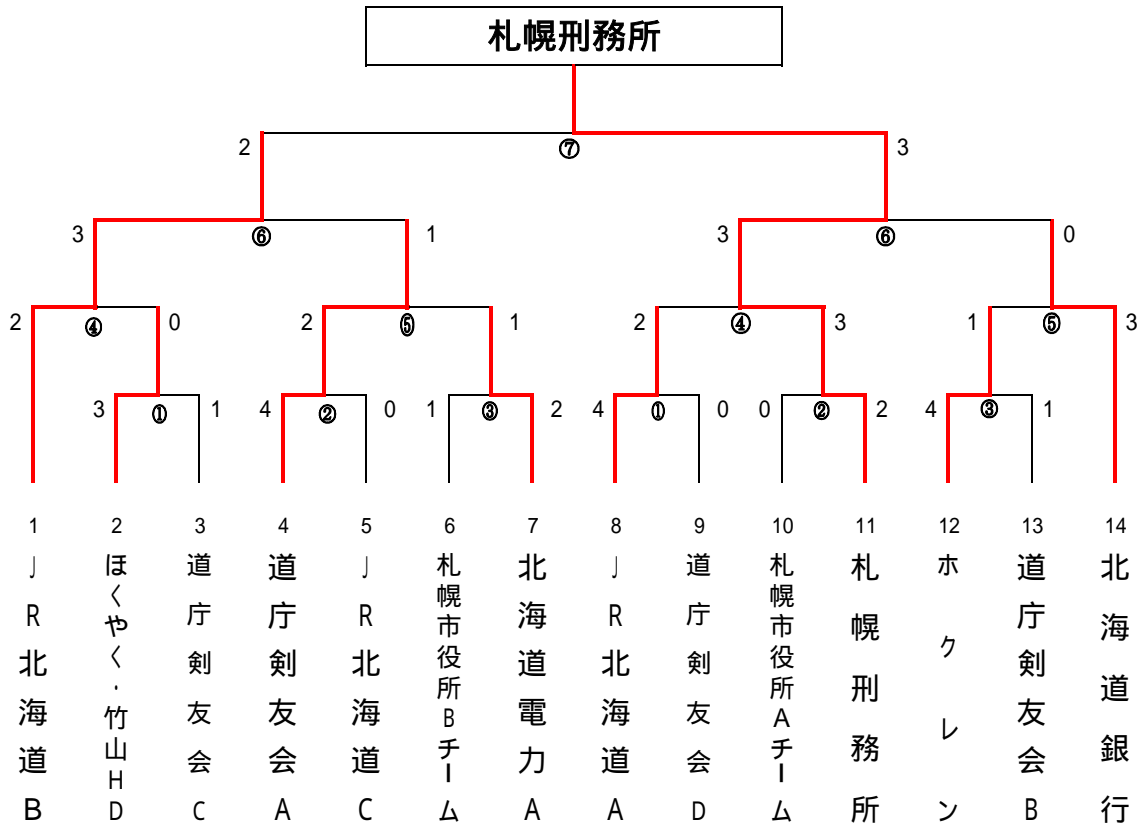 札幌刑務所
2 ⑦ 3
3 ⑥ 1 3 ⑥ 0
2 ④ 0 2 ⑤ 1 2 ④ 3 1 ⑤ 3
3 ① 1 4 ② 0 1 ③ 2 4 ① 0 0 ② 2 4 ③ 1
1 2 3 4 5 6 7 8 9 10 11 12 13 14
JR北海道B
ほくやく・竹山HD
道庁剣友会C
道庁剣友会A
JR北海道C
札幌市役所Bチーム
北海道電力A
JR北海道A
道庁剣友会D
札幌市役所Aチーム
札幌刑務所
ホクレン
道庁剣友会B
北海道銀行